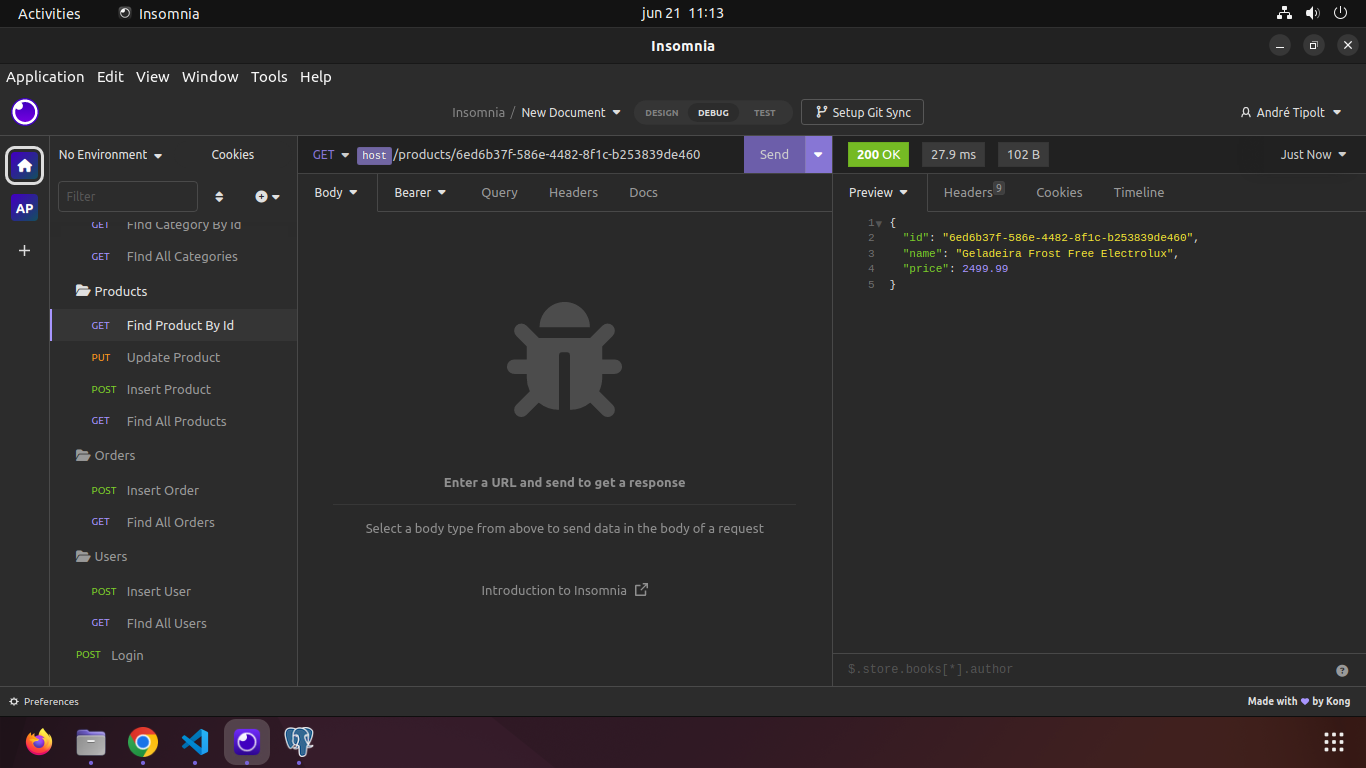 Activities Insomnia jun 21 11:13
Insomnia
Application Edit View Window Tools Help
Insomnia / New Document DESIGN DEBUG TEST Setup Git Sync André Tipolt
No Environment Cookies
GET host /products/6ed6b37f-586e-4482-8f1c-b253839de460 Send
200 OK 27.9 ms 102 B Just Now
AP
Filter
Body Bearer Query Headers Docs
Preview Headers 9 Cookies Timeline
GET Find Category By Id
GET FInd All Categories
Products
GET Find Product By Id
PUT Update Product
POST Insert Product
GET Find All Products
Orders
POST Insert Order
GET Find All Orders
Users
POST Insert User
GET FInd All Users
POST Login
Enter a URL and send to get a response
Select a body type from above to send data in the body of a request
Introduction to Insomnia
1 {
2 "id": "6ed6b37f-586e-4482-8f1c-b253839de460",
3 "name": "Geladeira Frost Free Electrolux",
4 "price": 2499.99
5 }
$.store.books[*].author
Preferences
Made with by Kong